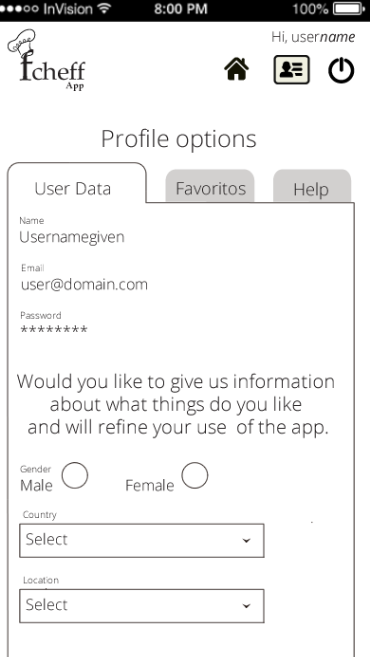 InVision 8:00 PM 100%
Hi, username
fcheff
App
Profile options
User Data Favoritos Help
Name
Usernamegiven
Email
user@domain.com
Password
********
Would you like to give us information
about what things do you like
and will refine your use of the app.
Gender
Male Female
Country
Select
Location
Select